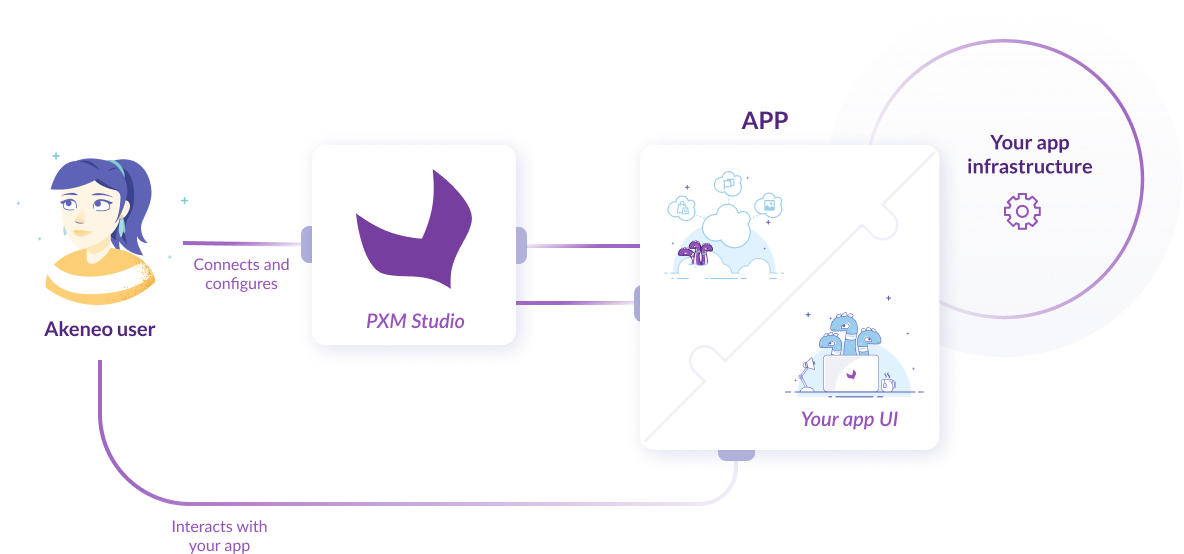 APP
Your app
infrastructure
Connects and
configures
PXM Studio
Akeneo user
Your app UI
Interacts with
your app